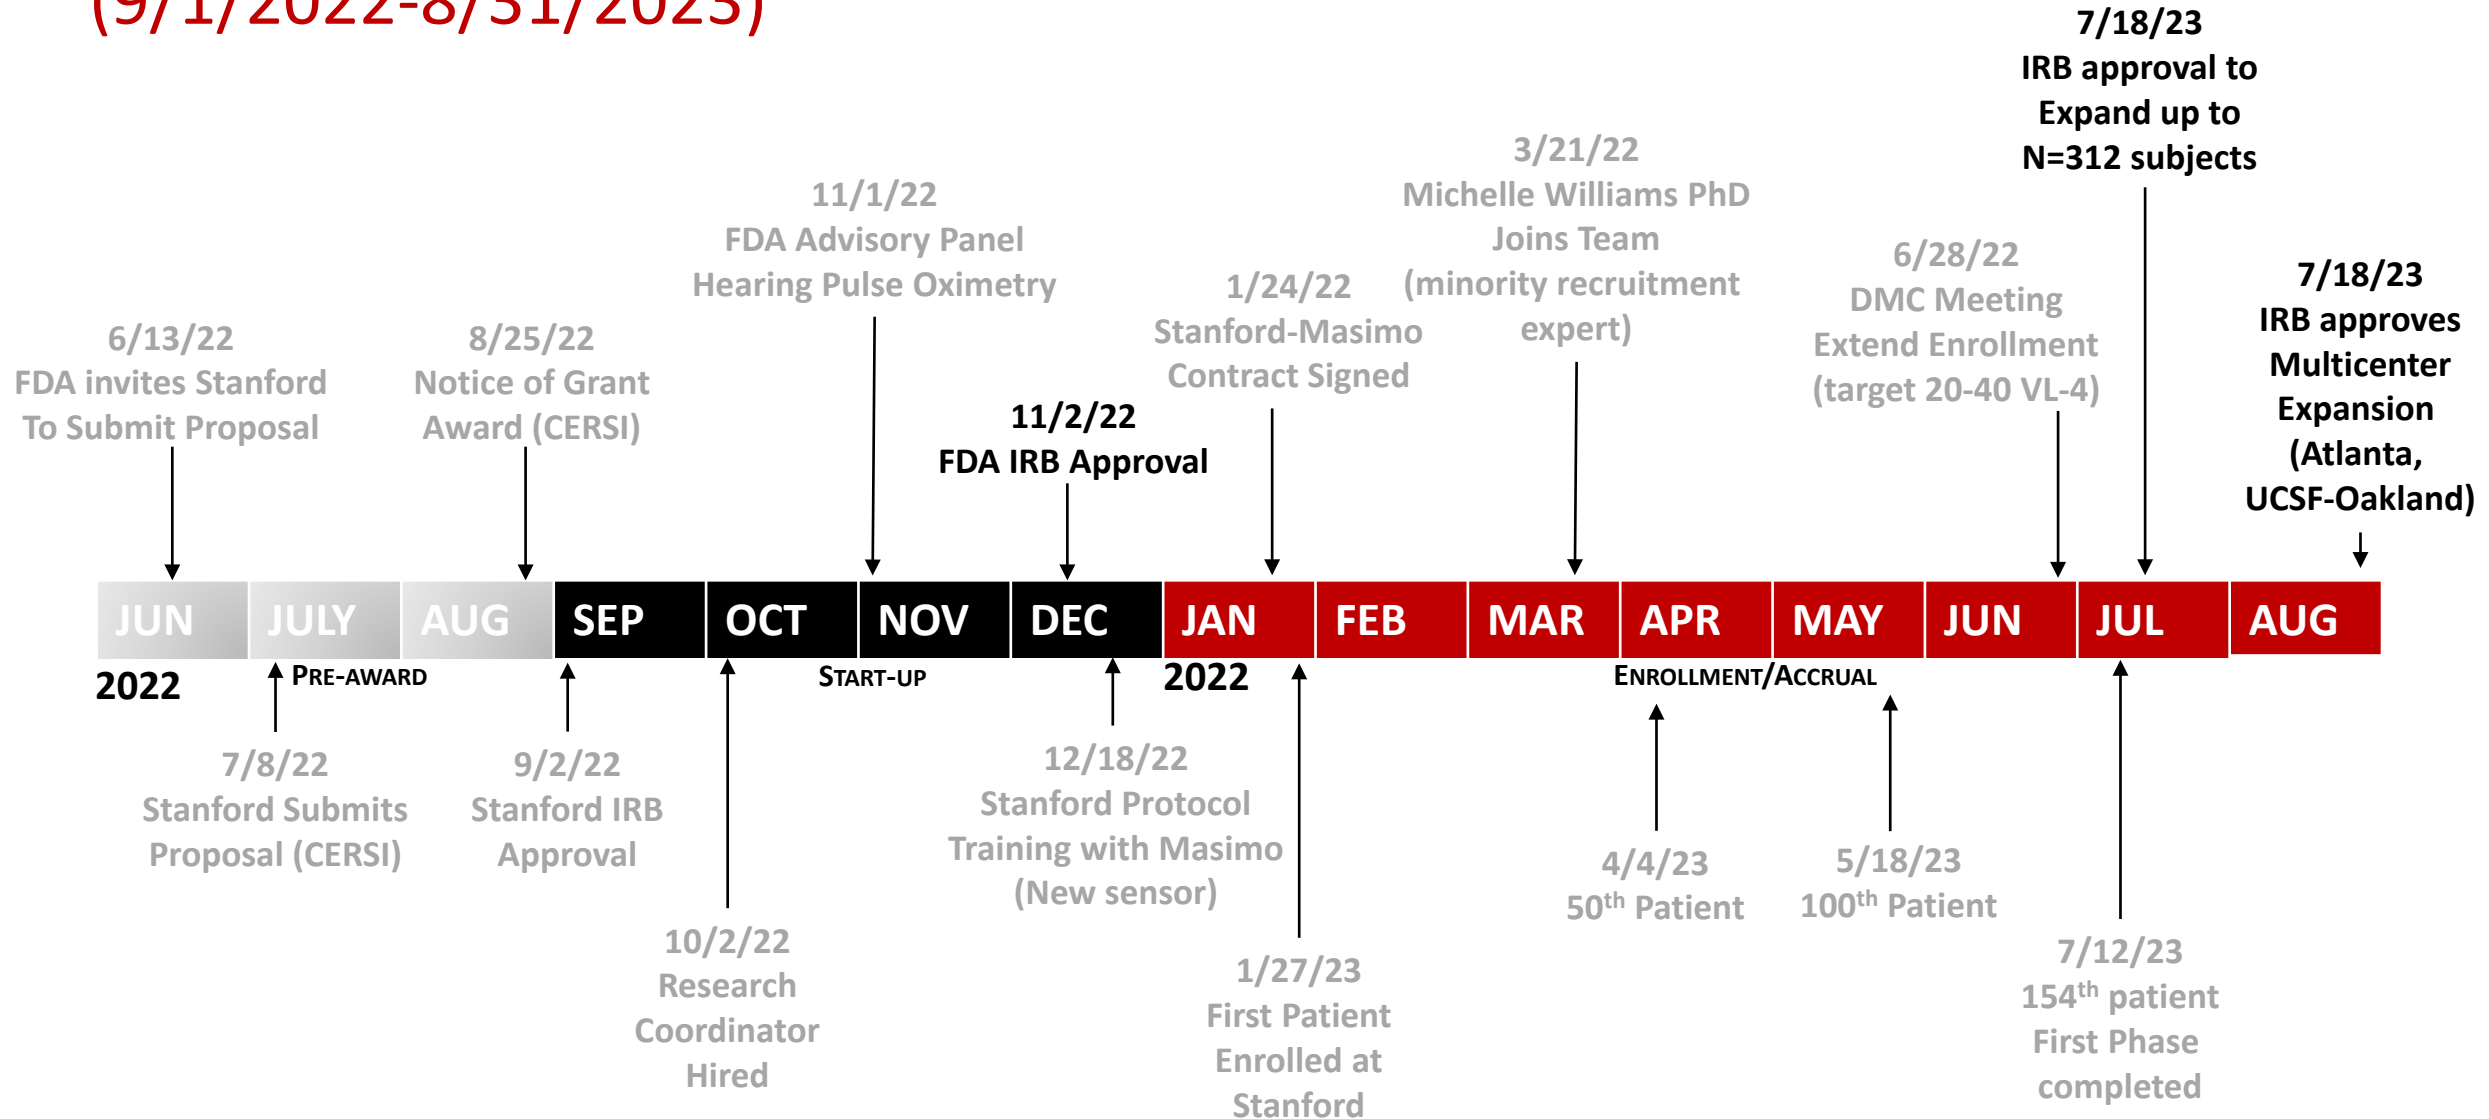 (9/1/2022-8/31/2023)
7/18/23
IRB approval to
Expand up to
N=312 subjects
3/21/22
Michelle Williams PhD
Joins Team
(minority recruitment
expert)
11/1/22
FDA Advisory Panel
Hearing Pulse Oximetry
6/28/22
DMC Meeting
Extend Enrollment
(target 20-40 VL-4)
7/18/23
IRB approves
Multicenter
Expansion
(Atlanta,
UCSF-Oakland)
1/24/22
Stanford-Masimo
Contract Signed
6/13/22
FDA invites Stanford
To Submit Proposal
8/25/22
Notice of Grant
Award (CERSI)
11/2/22
FDA IRB Approval
JUN JULY AUG SEP OCT NOV DEC JAN FEB MAR APR MAY JUN JUL AUG
2022 PRE-AWARD START-UP 2022 ENROLLMENT/ACCRUAL
7/8/22
Stanford Submits
Proposal (CERSI)
9/2/22
Stanford IRB
Approval
10/2/22
Research
Coordinator
Hired
12/18/22
Stanford Protocol
Training with Masimo
(New sensor)
1/27/23
First Patient
Enrolled at
Stanford
4/4/23
50th Patient
5/18/23
100th Patient
7/12/23
154th patient
First Phase
completed